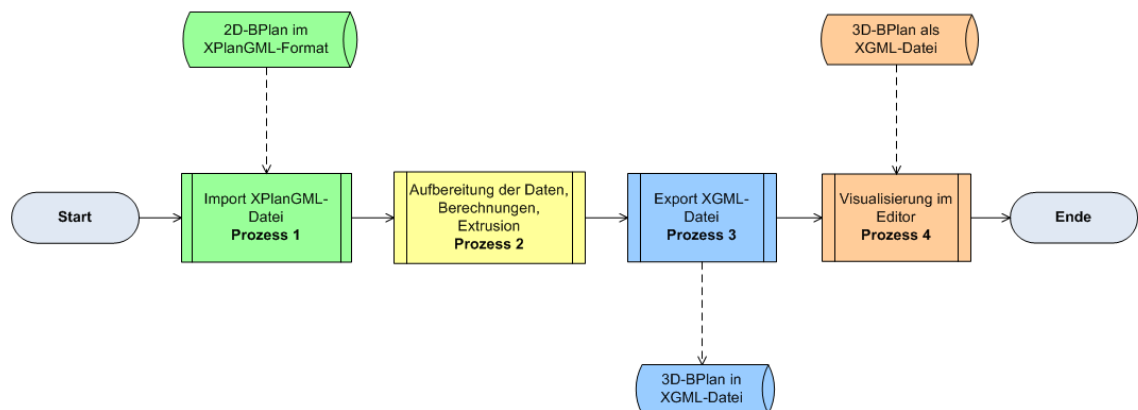 2D-BPlan im
XPlanGML-Format
3D-BPlan als
XGML-Datei
Start
Import XPlanGML-
Datei
Prozess 1
Aufbereitung der Daten,
Berechnungen,
Extrusion
Prozess 2
Export XGML-
Datei
Prozess 3
Visualisierung im
Editor
Prozess 4
Ende
3D-BPlan in
XGML-Datei